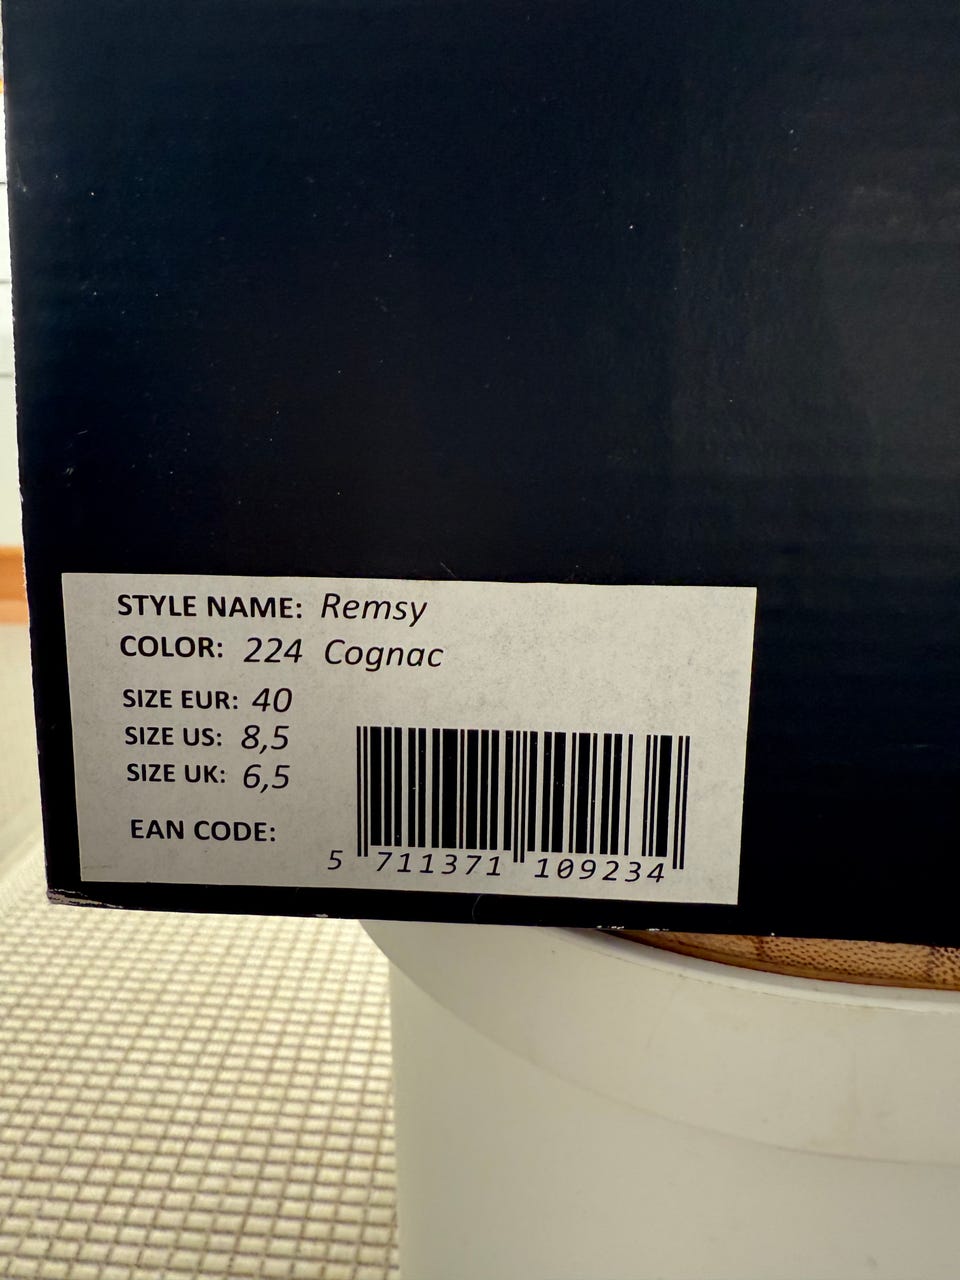 STYLE NAME: Remsy
COLOR: 224 Cognac
SIZE EUR: 40
SIZE US: 8,5
SIZE UK: 6,5
EAN CODE:
5 711371 109234